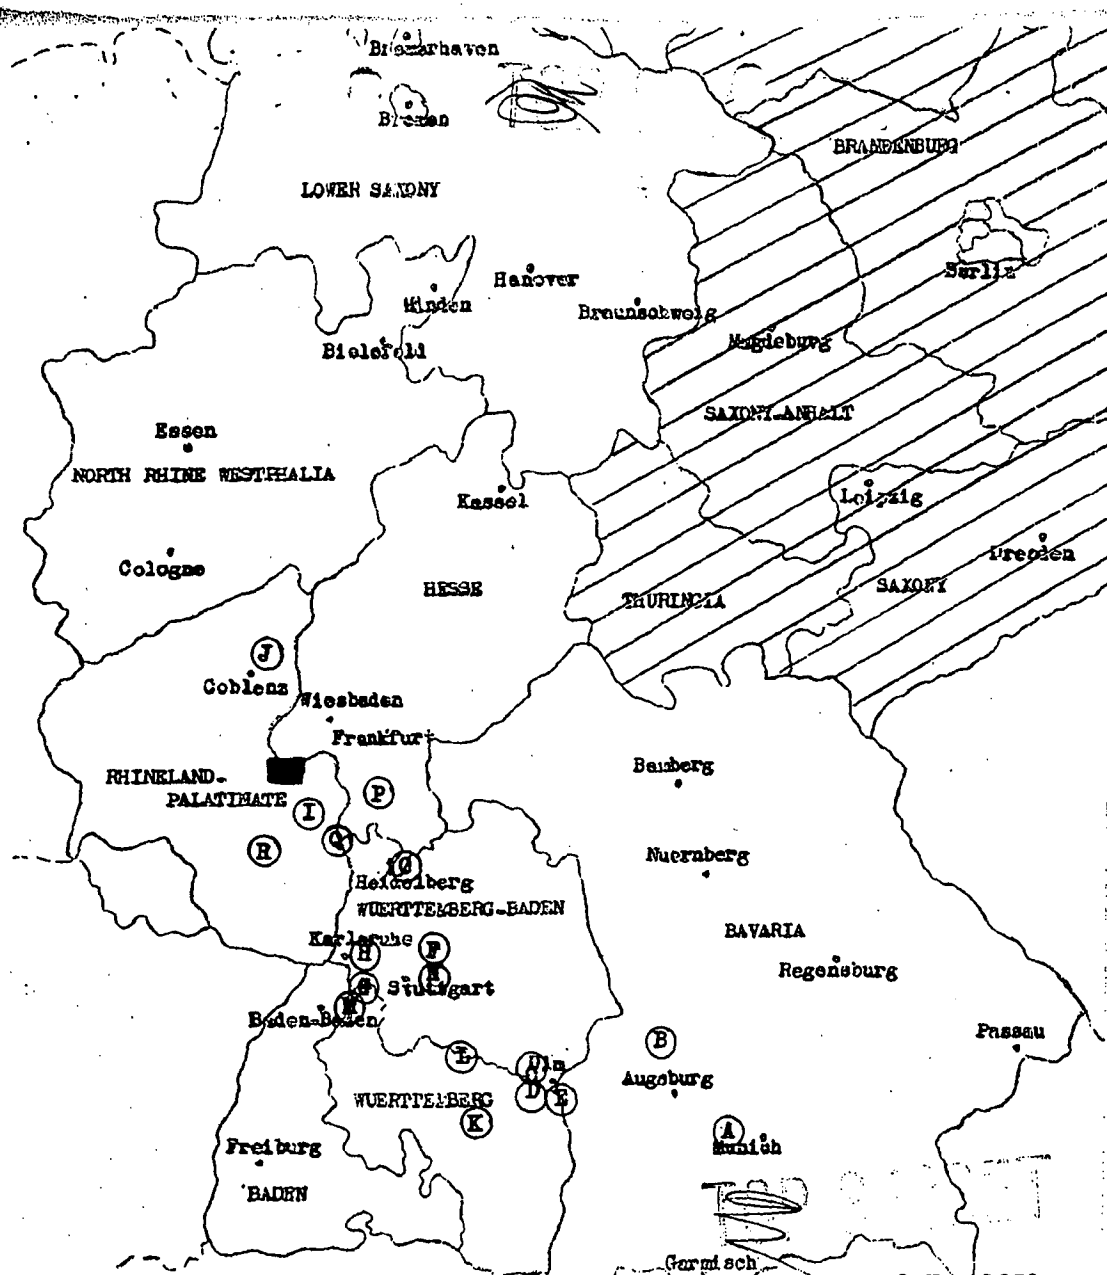 Bremerhaven
Bremen
BRANDENBURG
LOWER SAXONY
Berlin
Hanover
Minden
Braunschweig
Magdeburg
Bielefeld
SAXONY-ANHALT
Essen
NORTH RHINE WESTPHALIA
Leipzig
Kassel
Dresden
Cologne
HESSE
SAXONY
THURINGIA
J
Coblenz
Wiesbaden
Frankfurt
Bamberg
RHINELAND-
PALATINATE
P
I
R
Nuernberg
Heidelberg
WUERTTEMBERG-BADEN
BAVARIA
Karlsruhe
H
F
Regensburg
N
Stuttgart
M
Baden-Baden
Passau
B
L
Ulm
Augsburg
D
E
WUERTTEMBERG
K
A
Munich
Freiburg
BADEN
TOP
Garmisch